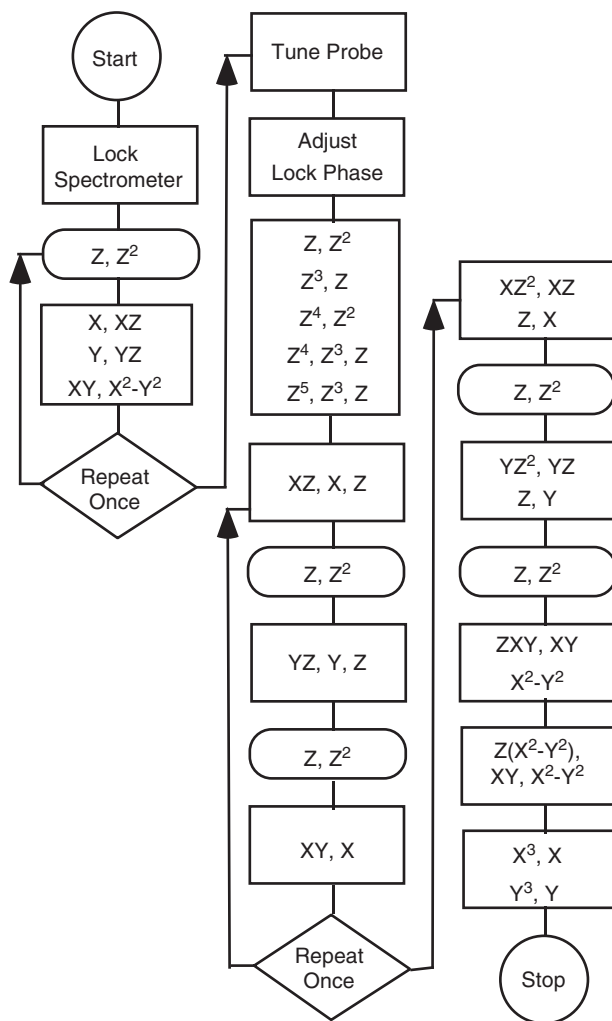 Start
Lock
Spectrometer
Z, Z²
X, XZ
Y, YZ
XY, X²-Y²
Repeat
Once
Tune Probe
Adjust
Lock Phase
Z, Z²
Z³, Z
Z⁴, Z²
Z⁴, Z³, Z
Z⁵, Z³, Z
XZ, X, Z
Z, Z²
YZ, Y, Z
Z, Z²
XY, X
Repeat
Once
XZ², XZ
Z, X
Z, Z²
YZ², YZ
Z, Y
Z, Z²
ZXY, XY
X²-Y²
Z(X²-Y²),
XY, X²-Y²
X³, X
Y³, Y
Stop